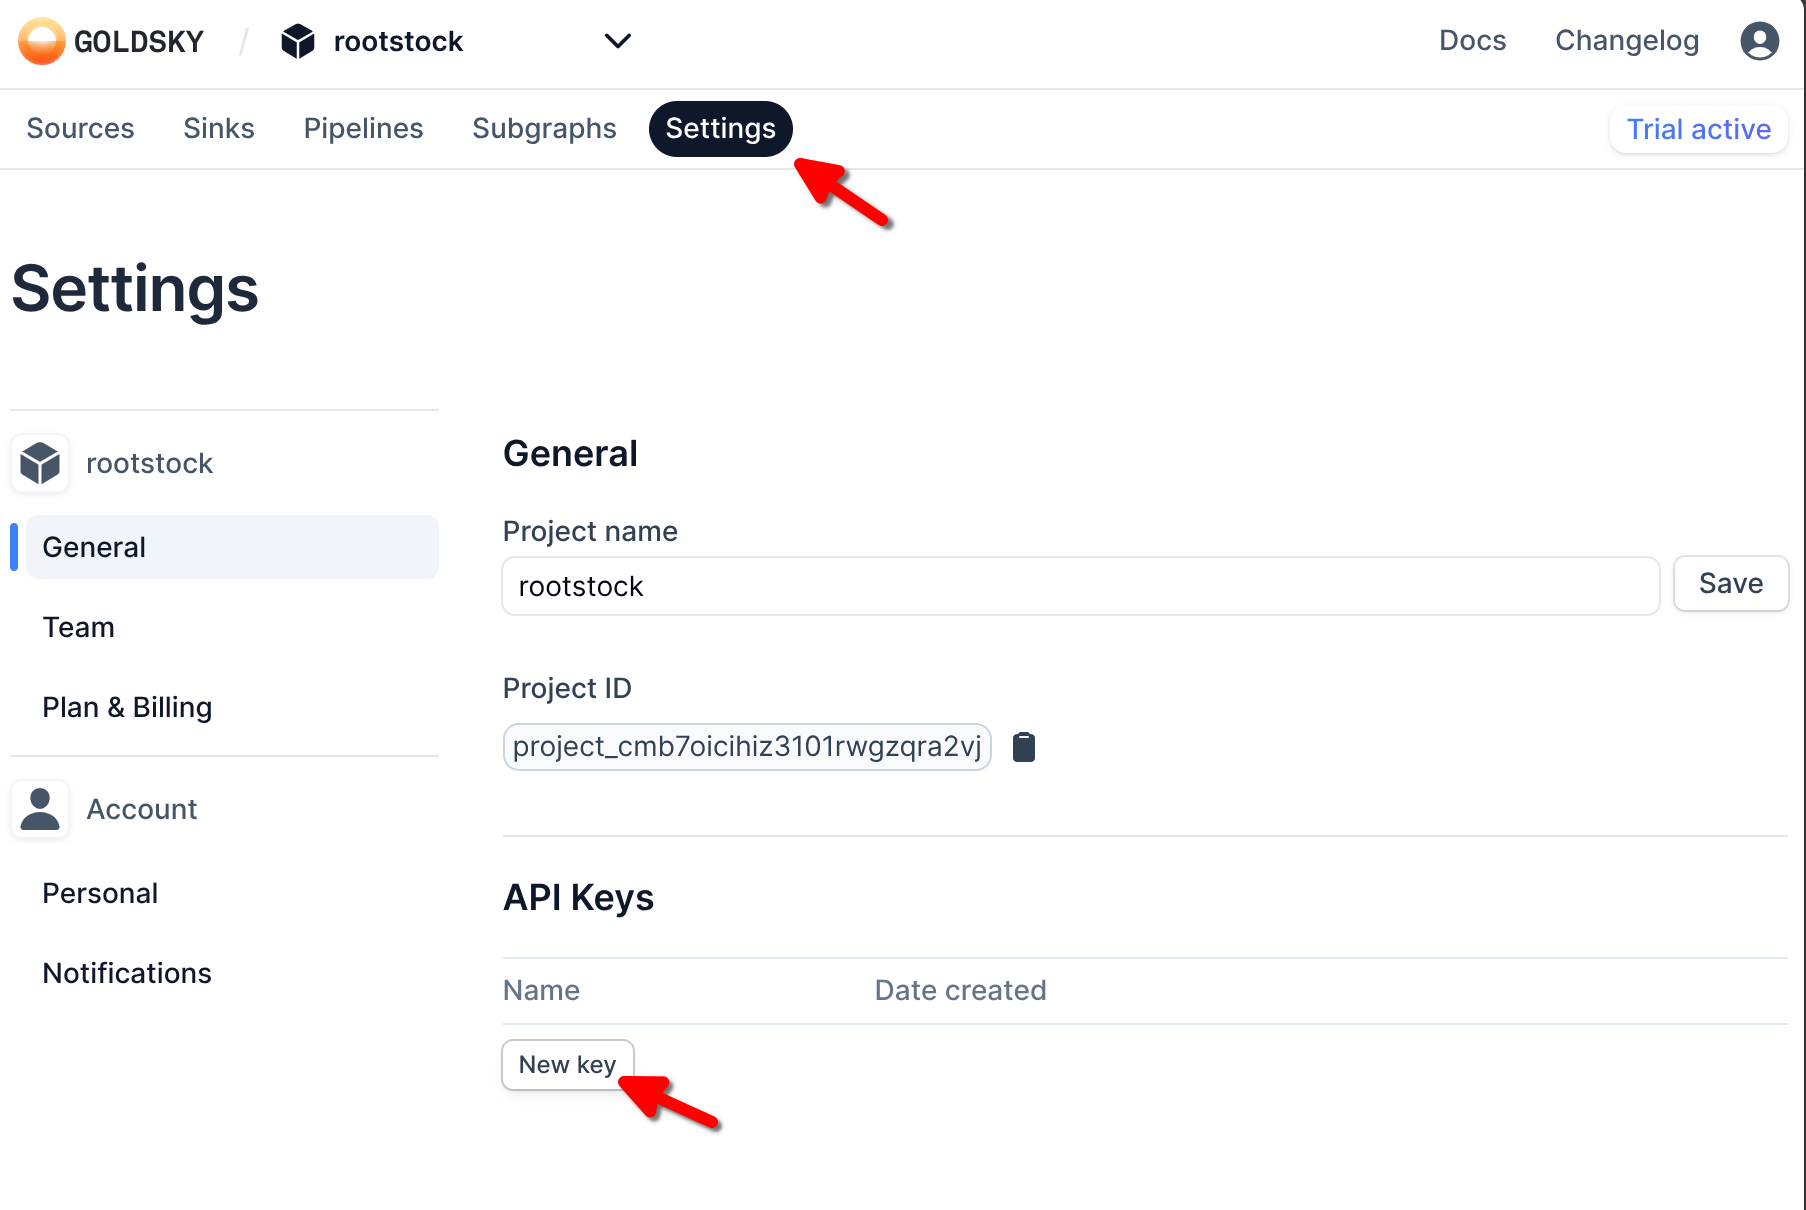 GOLDSKY / rootstock Docs Changelog
Sources Sinks Pipelines Subgraphs Settings Trial active
Settings
rootstock
General
Team
Plan & Billing
Account
Personal
Notifications
General
Project name
rootstock Save
Project ID
project_cmb7oicihiz3101rwgzqra2vj
API Keys
Name Date created
New key